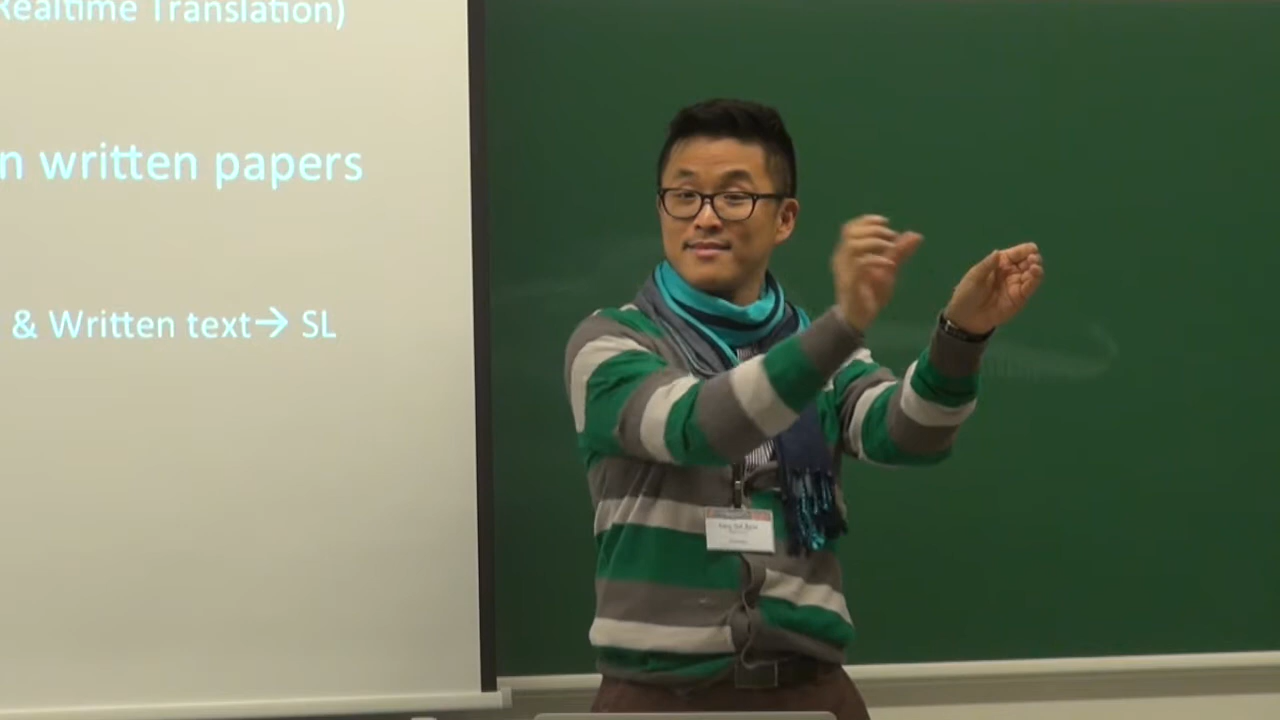 Realtime Translation)
n written papers
& Written text→ SL